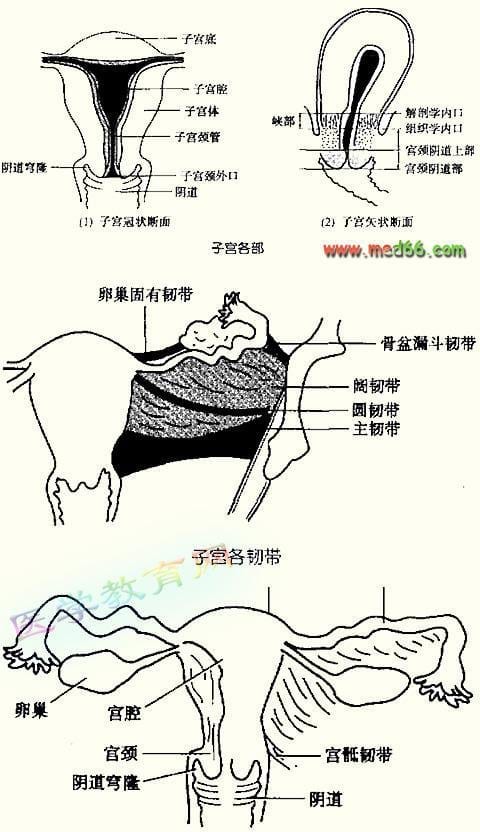 子宫底
子宫腔
子宫体
子宫颈管
阴道穹隆
子宫颈外口
阴道
(1) 子宫冠状断面
峡部
解剖学内口
组织学内口
宫颈阴道上部
宫颈阴道部
(2) 子宫矢状断面
子宫各部
www.med66.com
卵巢固有韧带
骨盆漏斗韧带
阔韧带
圆韧带
主韧带
子宫各韧带
医学教育网
卵巢
宫腔
宫颈
阴道穹隆
宫骶韧带
阴道